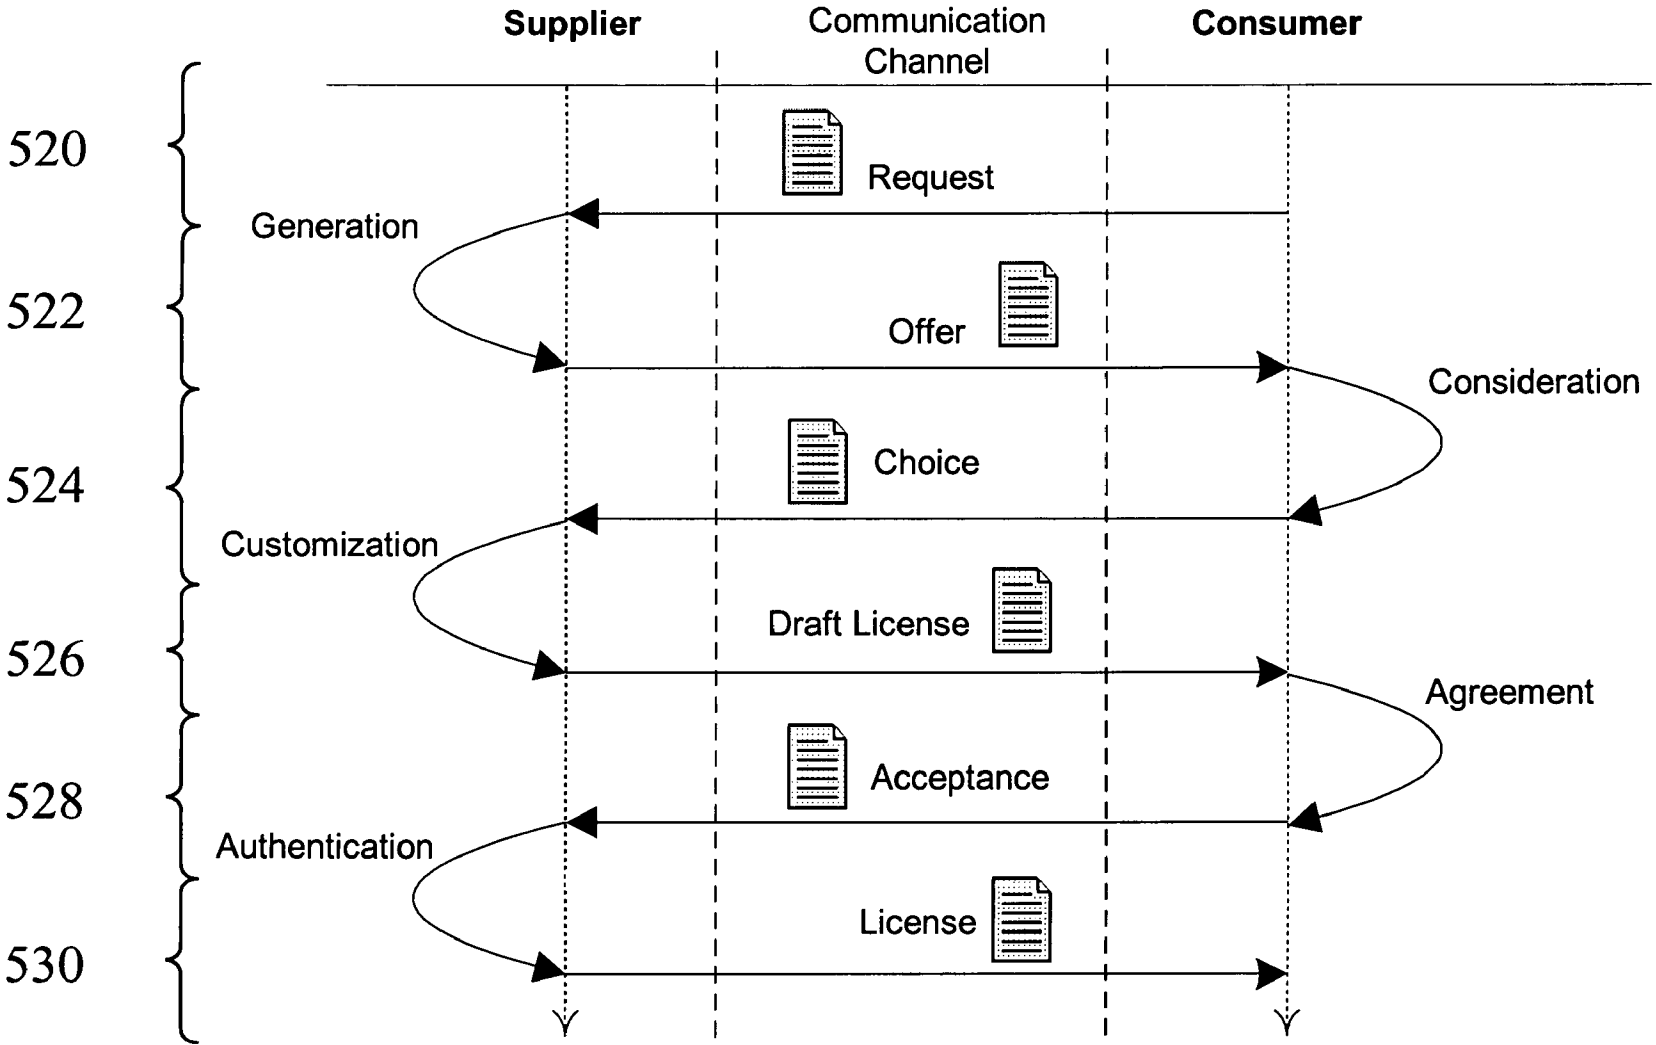 Supplier
Communication
Channel
Consumer
520
Request
Generation
522
Offer
Consideration
524
Choice
Customization
526
Draft License
Agreement
528
Acceptance
Authentication
530
License